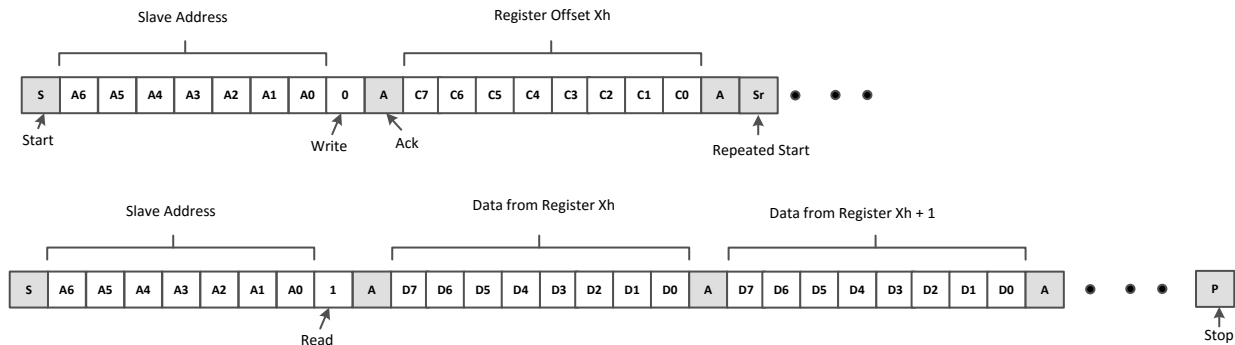 Slave Address Register Offset Xh
S A6 A5 A4 A3 A2 A1 A0 0 A C7 C6 C5 C4 C3 C2 C1 C0 A Sr
Start Write Ack Repeated Start
Slave Address Data from Register Xh Data from Register Xh + 1
S A6 A5 A4 A3 A2 A1 A0 1 A D7 D6 D5 D4 D3 D2 D1 D0 A D7 D6 D5 D4 D3 D2 D1 D0 A P
Read Stop